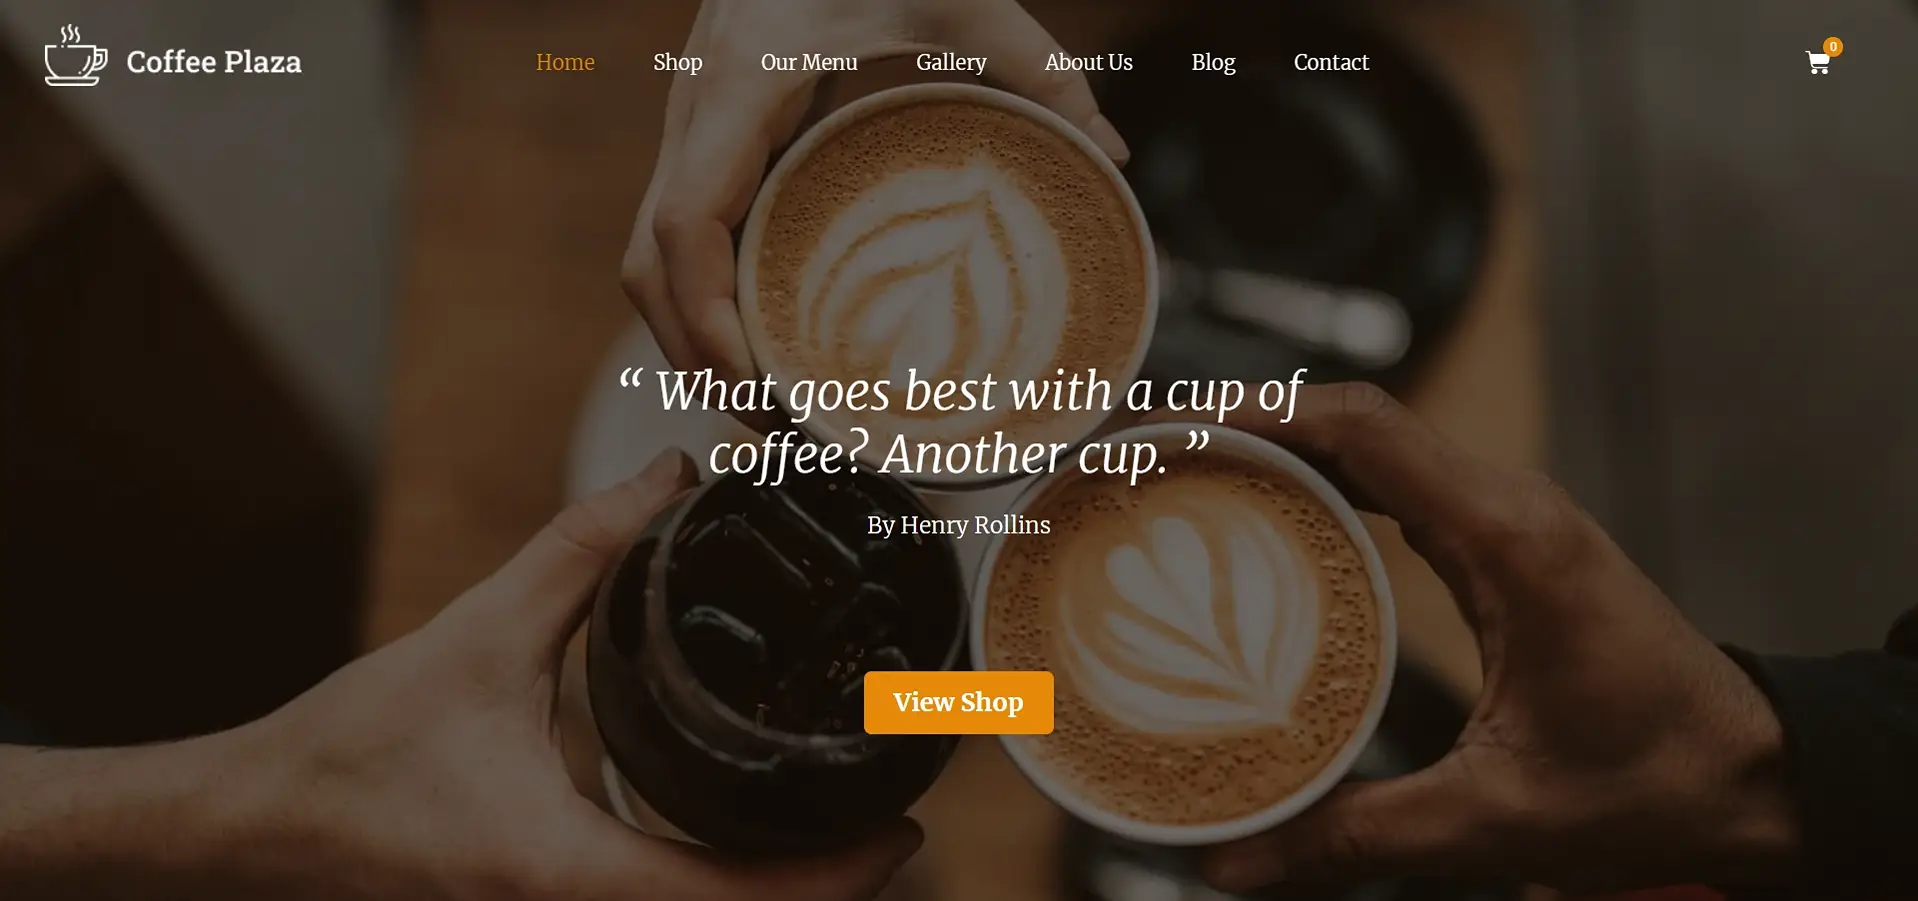 Coffee Plaza
Home
Shop
Our Menu
Gallery
About Us
Blog
Contact
0
“ What goes best with a cup of
coffee? Another cup. ”
By Henry Rollins
View Shop